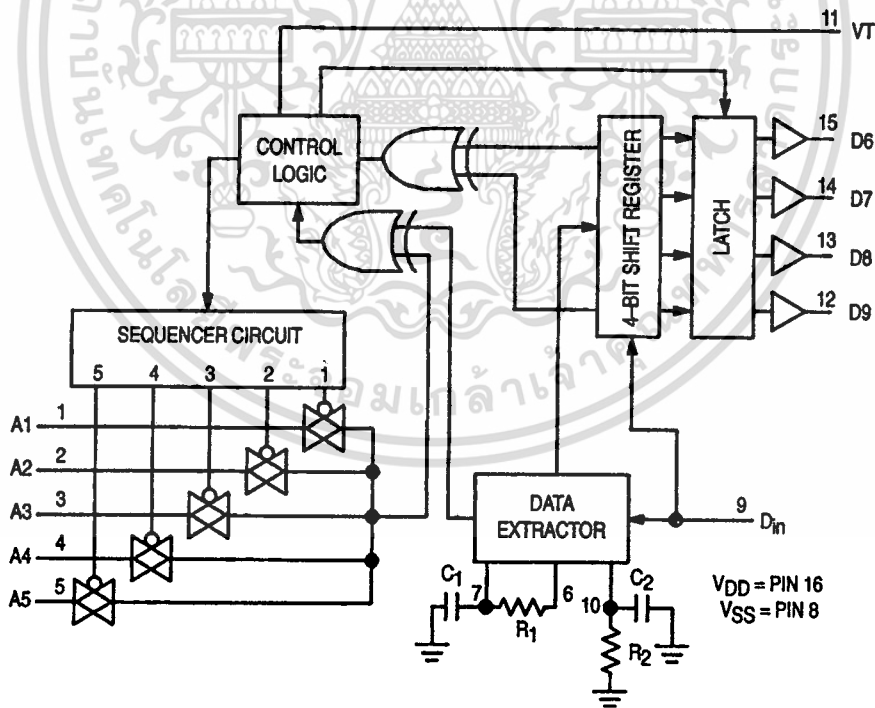 11 VT
15 D6
CONTROL LOGIC
4-BIT SHIFT REGISTER
LATCH
14 D7
13 D8
12 D9
SEQUENCER CIRCUIT
5 4 3 2 1
A1 1
A2 2
A3 3
A4 4
A5 5
DATA EXTRACTOR
9 Din
C1 7 R1 6
10 C2 R2
VDD = PIN 16
VSS = PIN 8